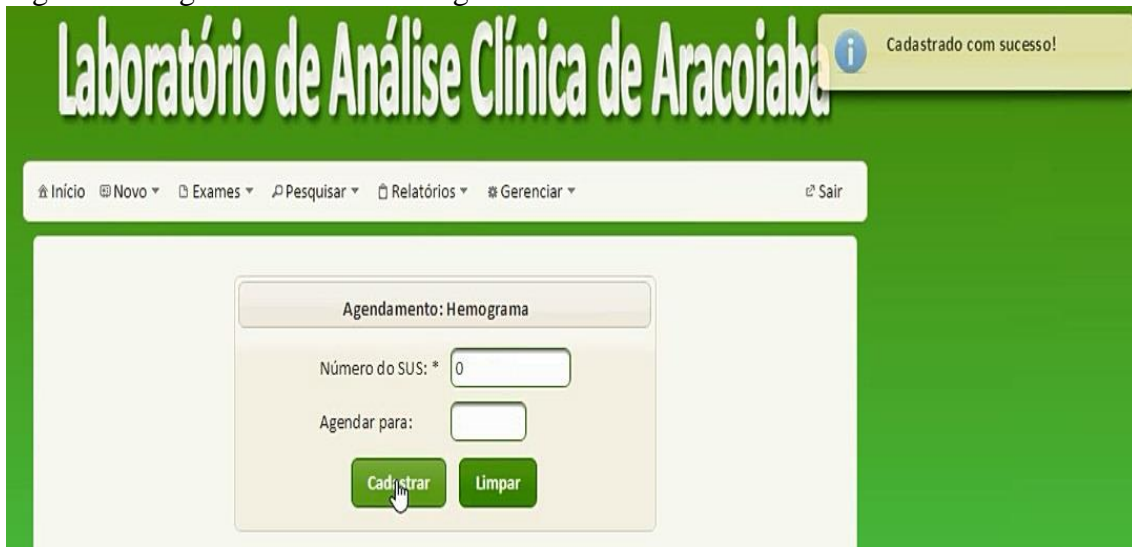 Laboratório de Análise Clínica de Aracoiaba
Cadastrado com sucesso!
Início Novo Exames Pesquisar Relatórios Gerenciar Sair
Agendamento: Hemograma
Número do SUS: * 0
Agendar para:
Cadastrar Limpar